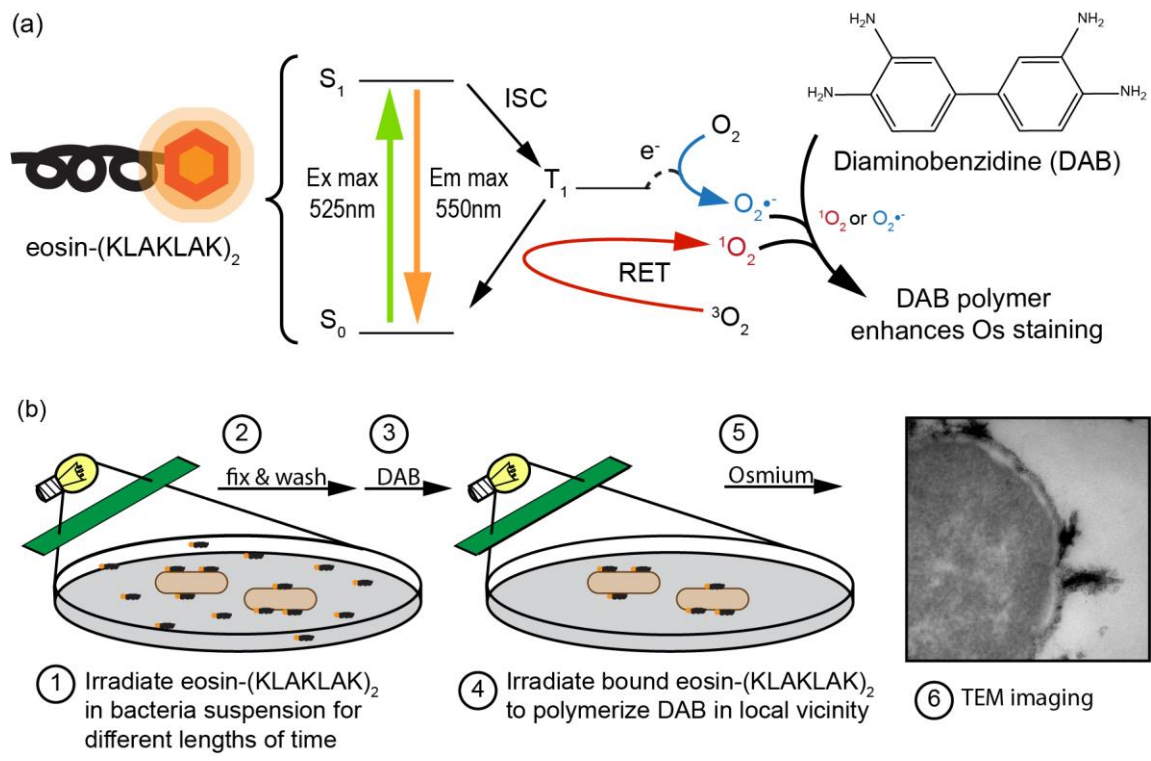 (a)
S₁
ISC
Ex max
525nm
Em max
550nm
T₁
S₀
eosin-(KLAKLAK)₂
e⁻
O₂
O₂•⁻
¹O₂
RET
³O₂
H₂N
H₂N
NH₂
NH₂
Diaminobenzidine (DAB)
¹O₂ or O₂•⁻
DAB polymer
enhances Os staining
(b)
2
fix & wash
3
DAB
5
Osmium
1 Irradiate eosin-(KLAKLAK)₂
in bacteria suspension for
different lengths of time
4 Irradiate bound eosin-(KLAKLAK)₂
to polymerize DAB in local vicinity
6 TEM imaging